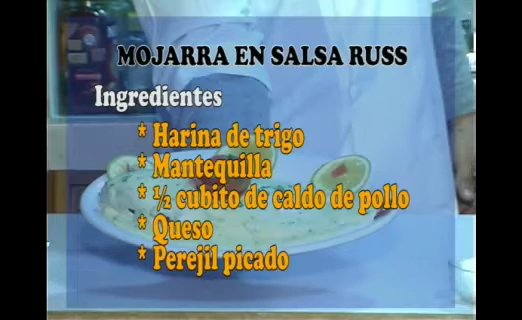 MOJARRA EN SALSA RUSS
Ingredientes
* Harina de trigo
* Mantequilla
* ½ cubito de caldo de pollo
* Queso
* Perejil picado